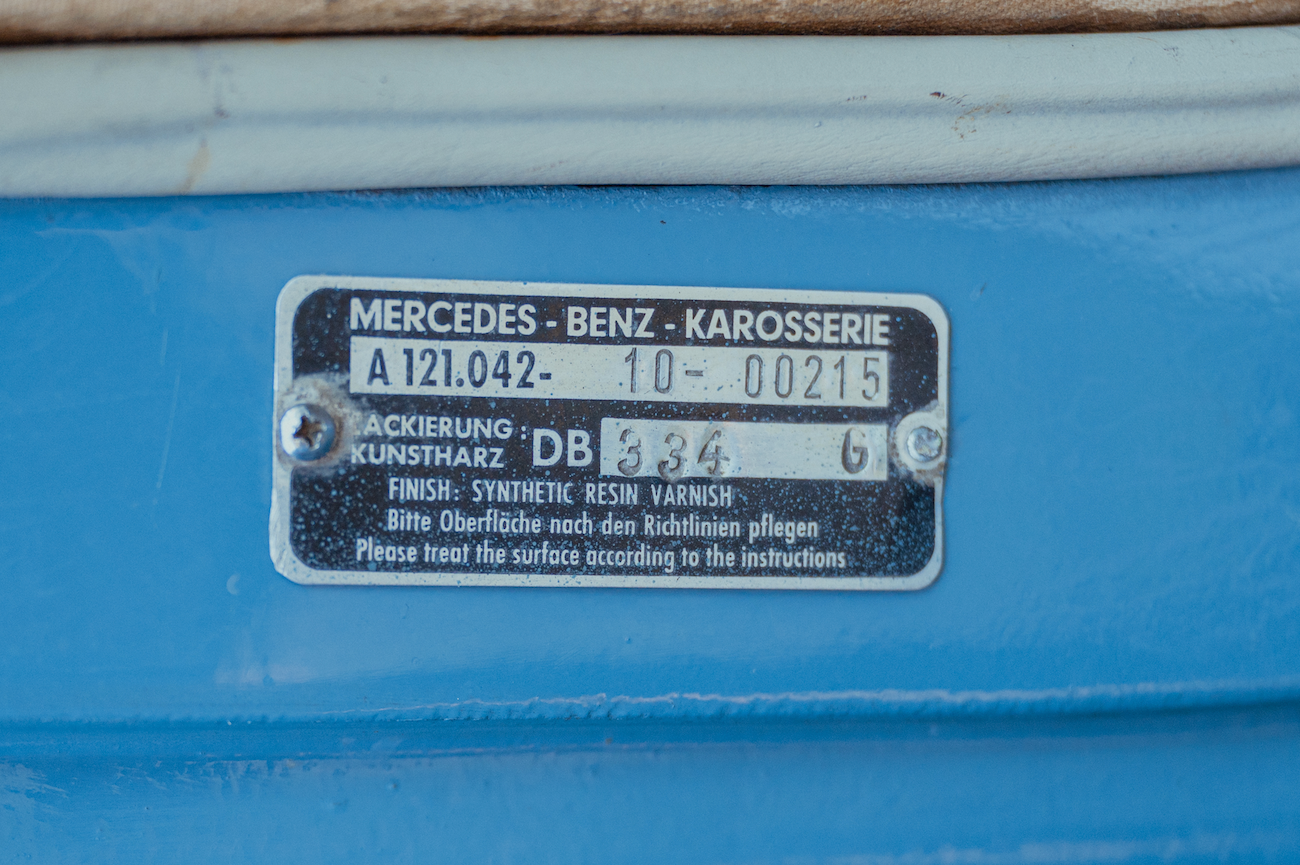 MERCEDES - BENZ - KAROSSERIE
A 121.042- 10- 00215
LACKIERUNG :
KUNSTHARZ DB 334 G
FINISH: SYNTHETIC RESIN VARNISH
Bitte Oberfläche nach den Richtlinien pflegen
Please treat the surface according to the instructions